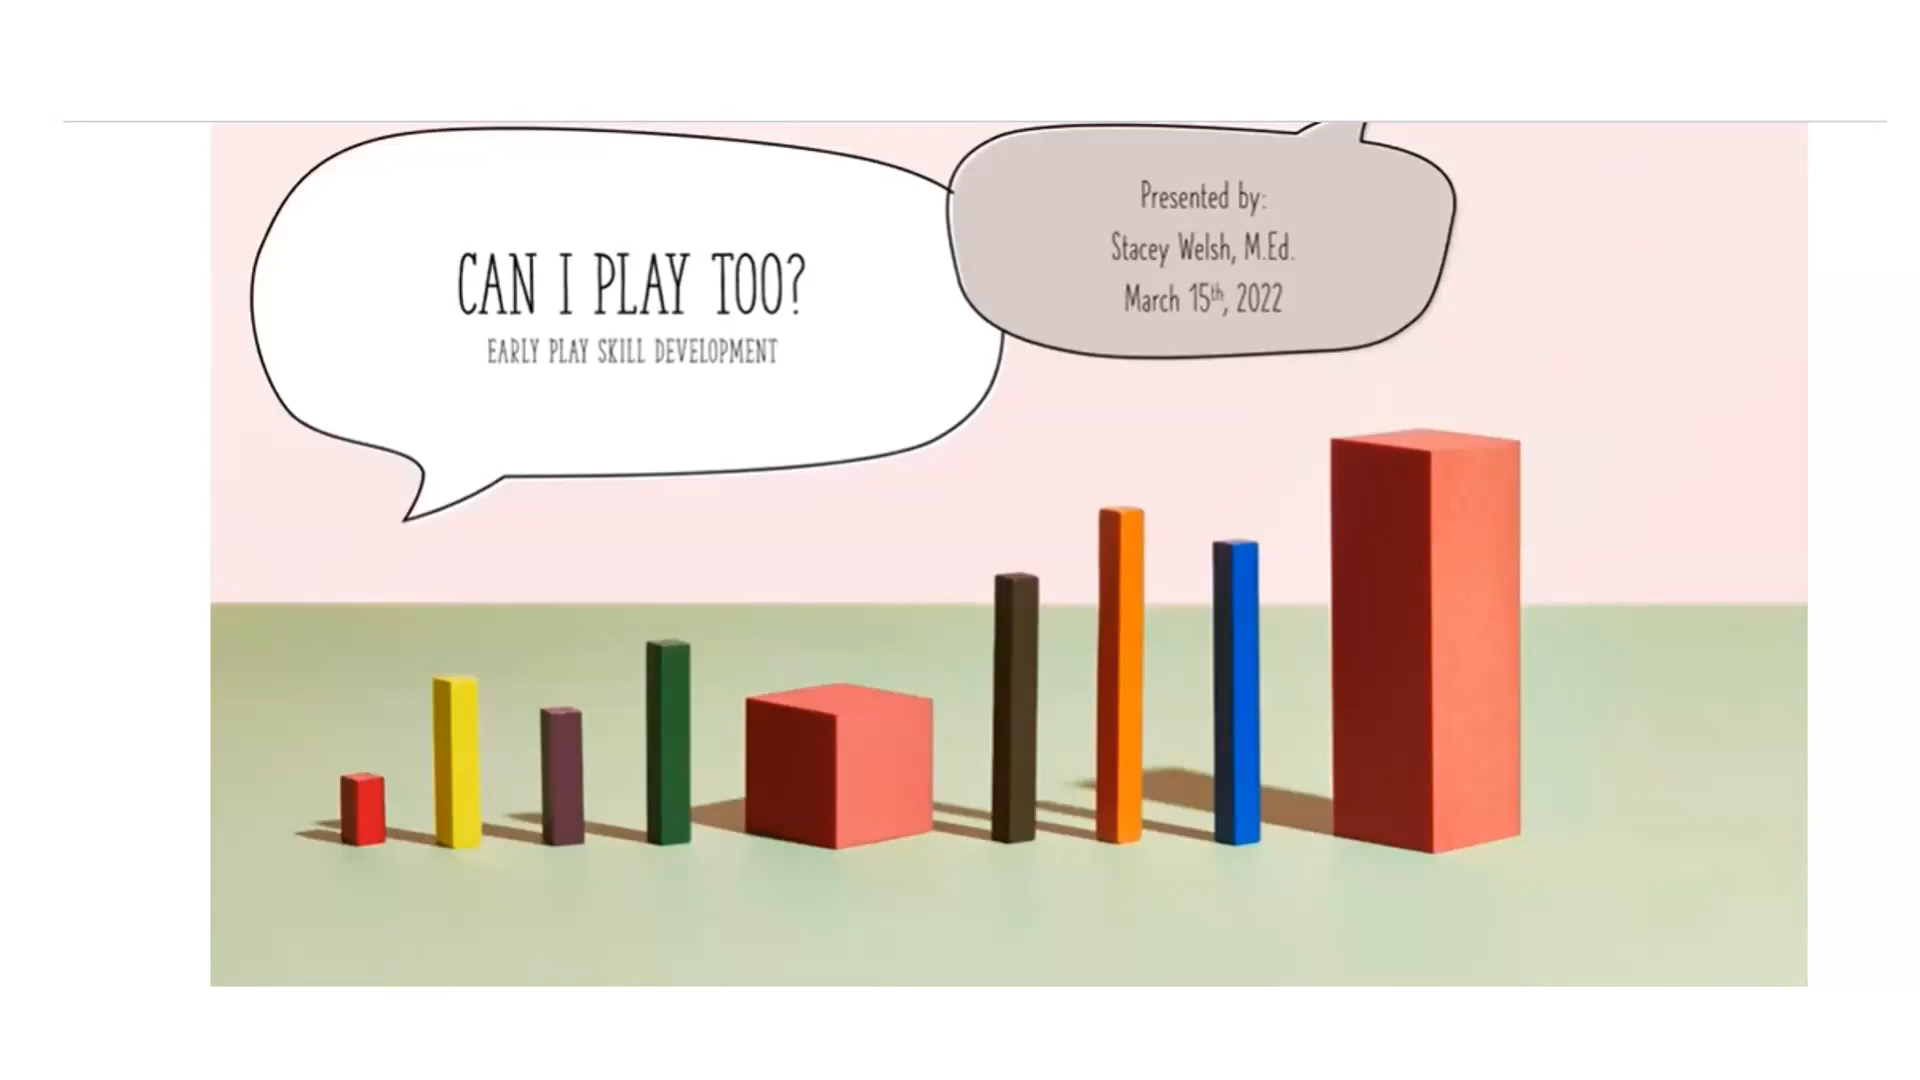 CAN I PLAY TOO?
EARLY PLAY SKILL DEVELOPMENT
Presented by:
Stacey Welsh, M.Ed.
March 15th, 2022